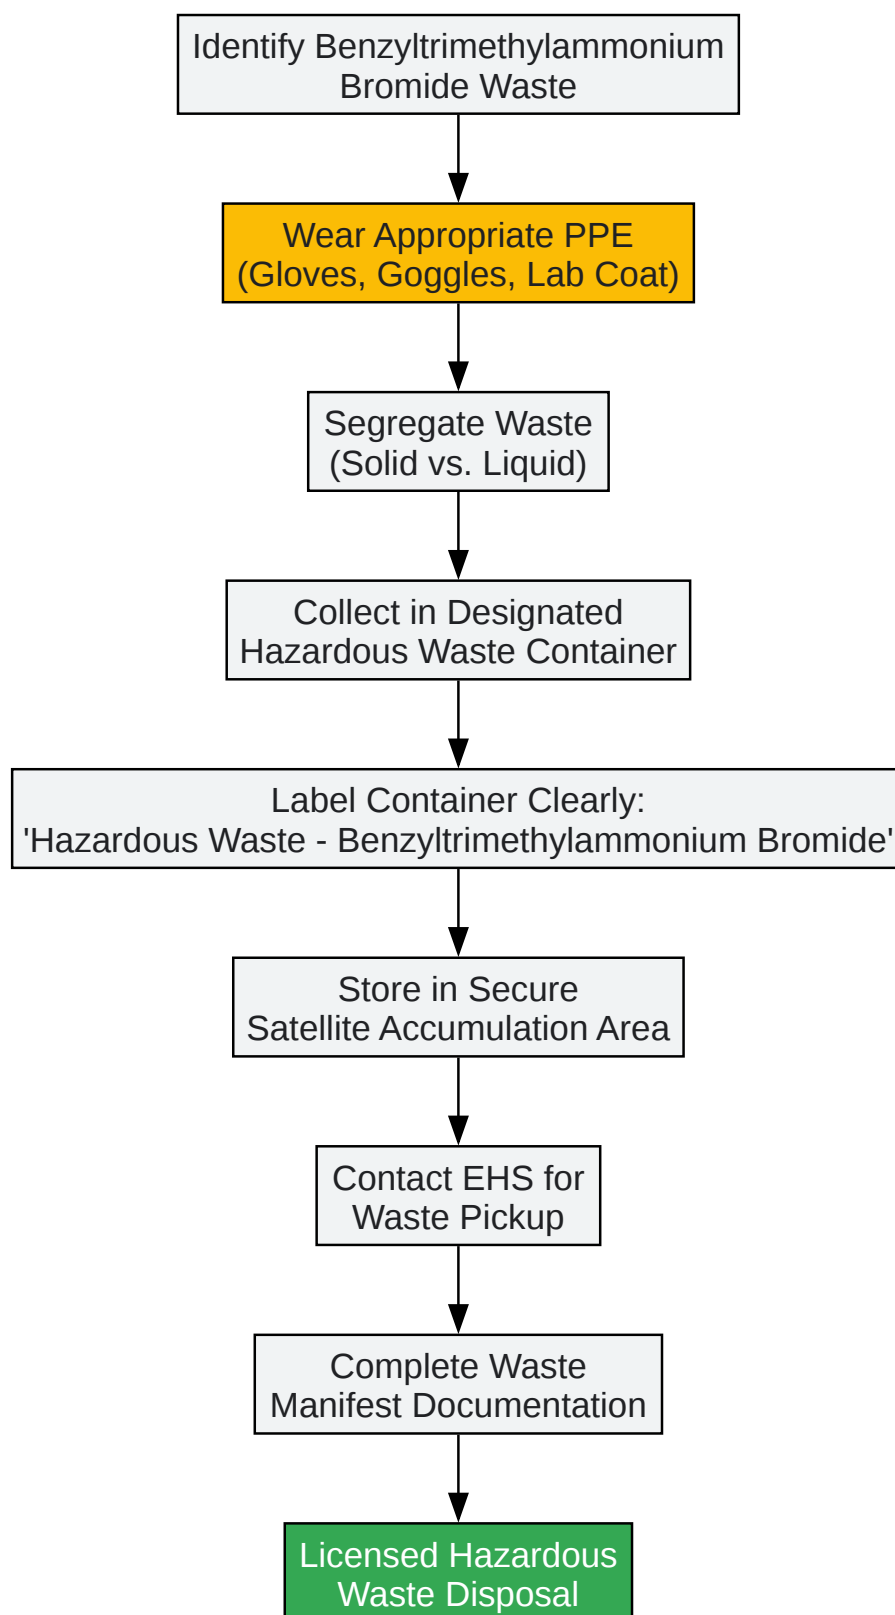 Identify Benzyltrimethylammonium
Bromide Waste
Wear Appropriate PPE
(Gloves, Goggles, Lab Coat)
Segregate Waste
(Solid vs. Liquid)
Collect in Designated
Hazardous Waste Container
Label Container Clearly:
'Hazardous Waste - Benzyltrimethylammonium Bromide'
Store in Secure
Satellite Accumulation Area
Contact EHS for
Waste Pickup
Complete Waste
Manifest Documentation
Licensed Hazardous
Waste Disposal